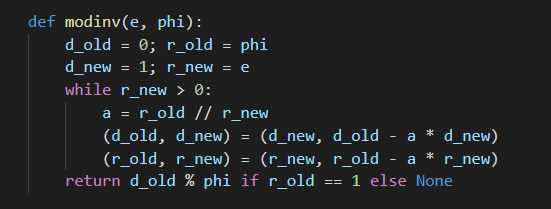 def modinv(e, phi):
    d_old = 0; r_old = phi
    d_new = 1; r_new = e
    while r_new > 0:
        a = r_old // r_new
        (d_old, d_new) = (d_new, d_old - a * d_new)
        (r_old, r_new) = (r_new, r_old - a * r_new)
    return d_old % phi if r_old == 1 else None